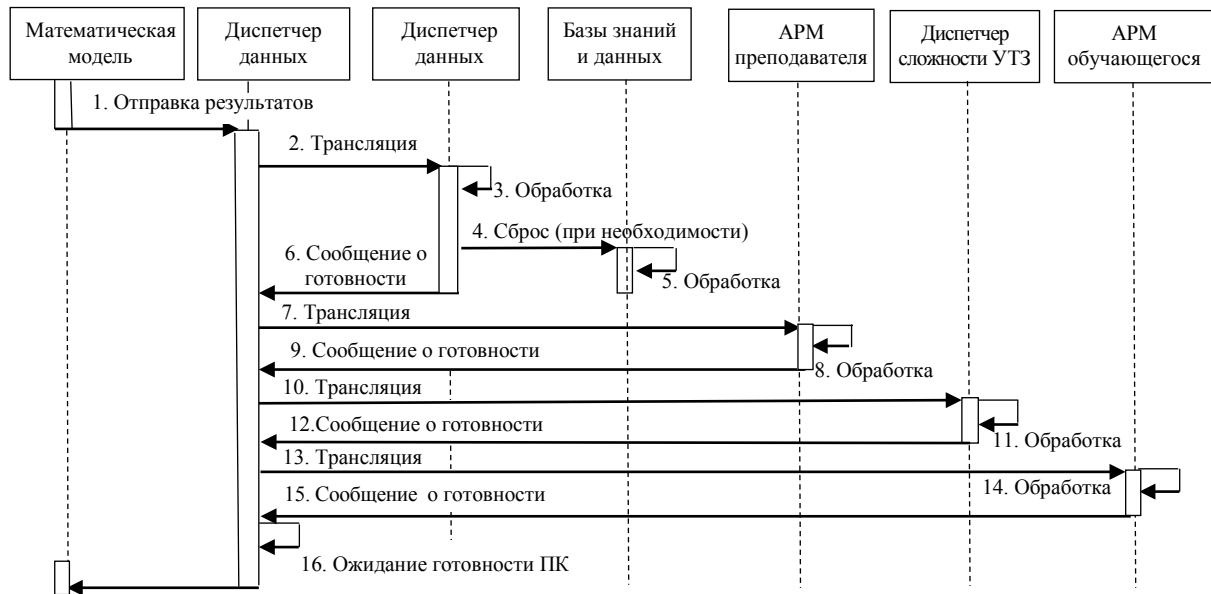 Математическая
модель
Диспетчер
данных
Диспетчер
данных
Базы знаний
и данных
АРМ
преподавателя
Диспетчер
сложности УТЗ
АРМ
обучающегося
1. Отправка результатов
2. Трансляция
3. Обработка
4. Сброс (при необходимости)
6. Сообщение о
готовности
5. Обработка
7. Трансляция
9. Сообщение о готовности
8. Обработка
10. Трансляция
12.Сообщение о готовности
11. Обработка
13. Трансляция
14. Обработка
15. Сообщение о готовности
16. Ожидание готовности ПК